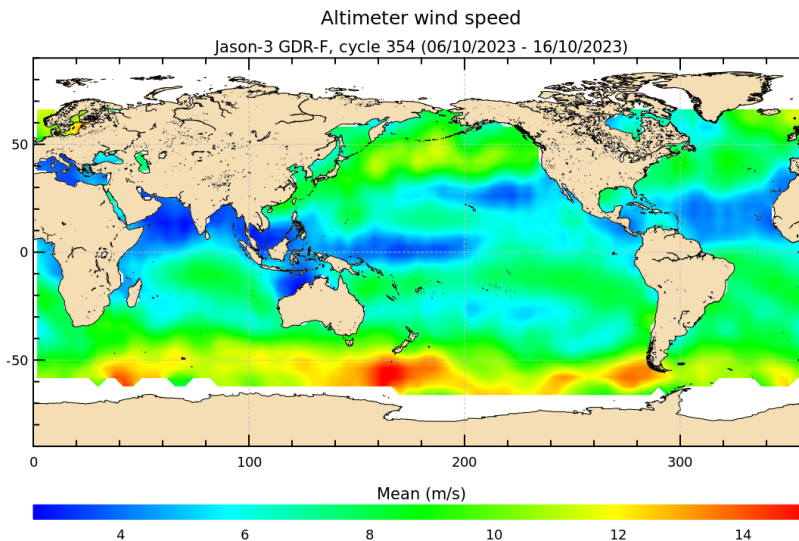 Altimeter wind speed
Jason-3 GDR-F, cycle 354 (06/10/2023 - 16/10/2023)
50
0
-50
0 100 200 300
Mean (m/s)
4 6 8 10 12 14